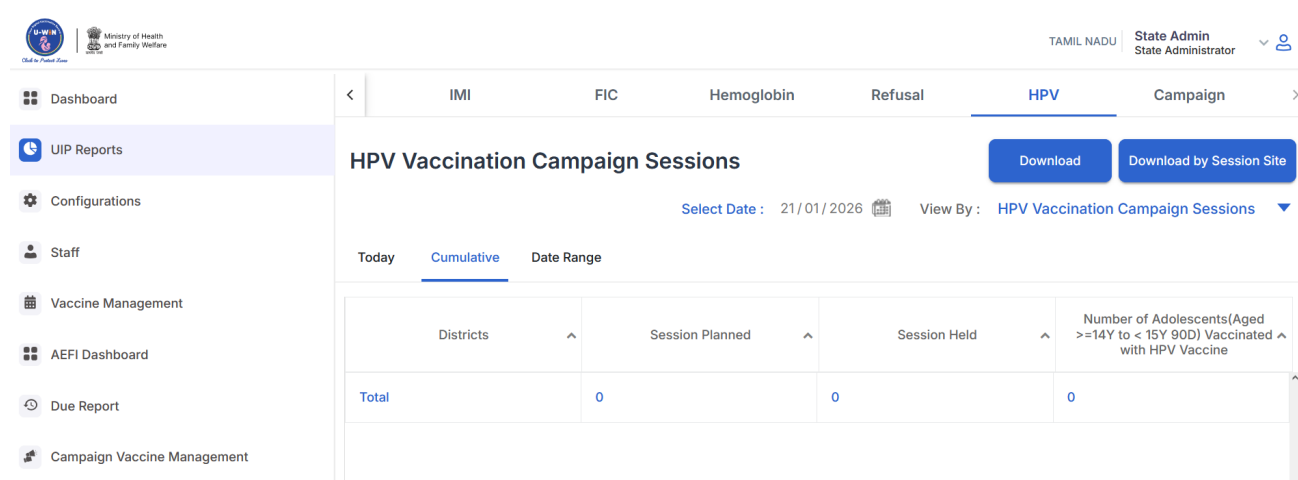 U-WIN
Click to Protect Lives
Ministry of Health
and Family Welfare
TAMIL NADU
State Admin
State Administrator
Dashboard
UIP Reports
Configurations
Staff
Vaccine Management
AEFI Dashboard
Due Report
Campaign Vaccine Management
IMI FIC Hemoglobin Refusal HPV Campaign
HPV Vaccination Campaign Sessions
Download
Download by Session Site
Select Date : 21/01/2026 View By : HPV Vaccination Campaign Sessions
Today Cumulative Date Range
Districts
Session Planned
Session Held
Number of Adolescents(Aged
>=14Y to < 15Y 90D) Vaccinated
with HPV Vaccine
Total 0 0 0